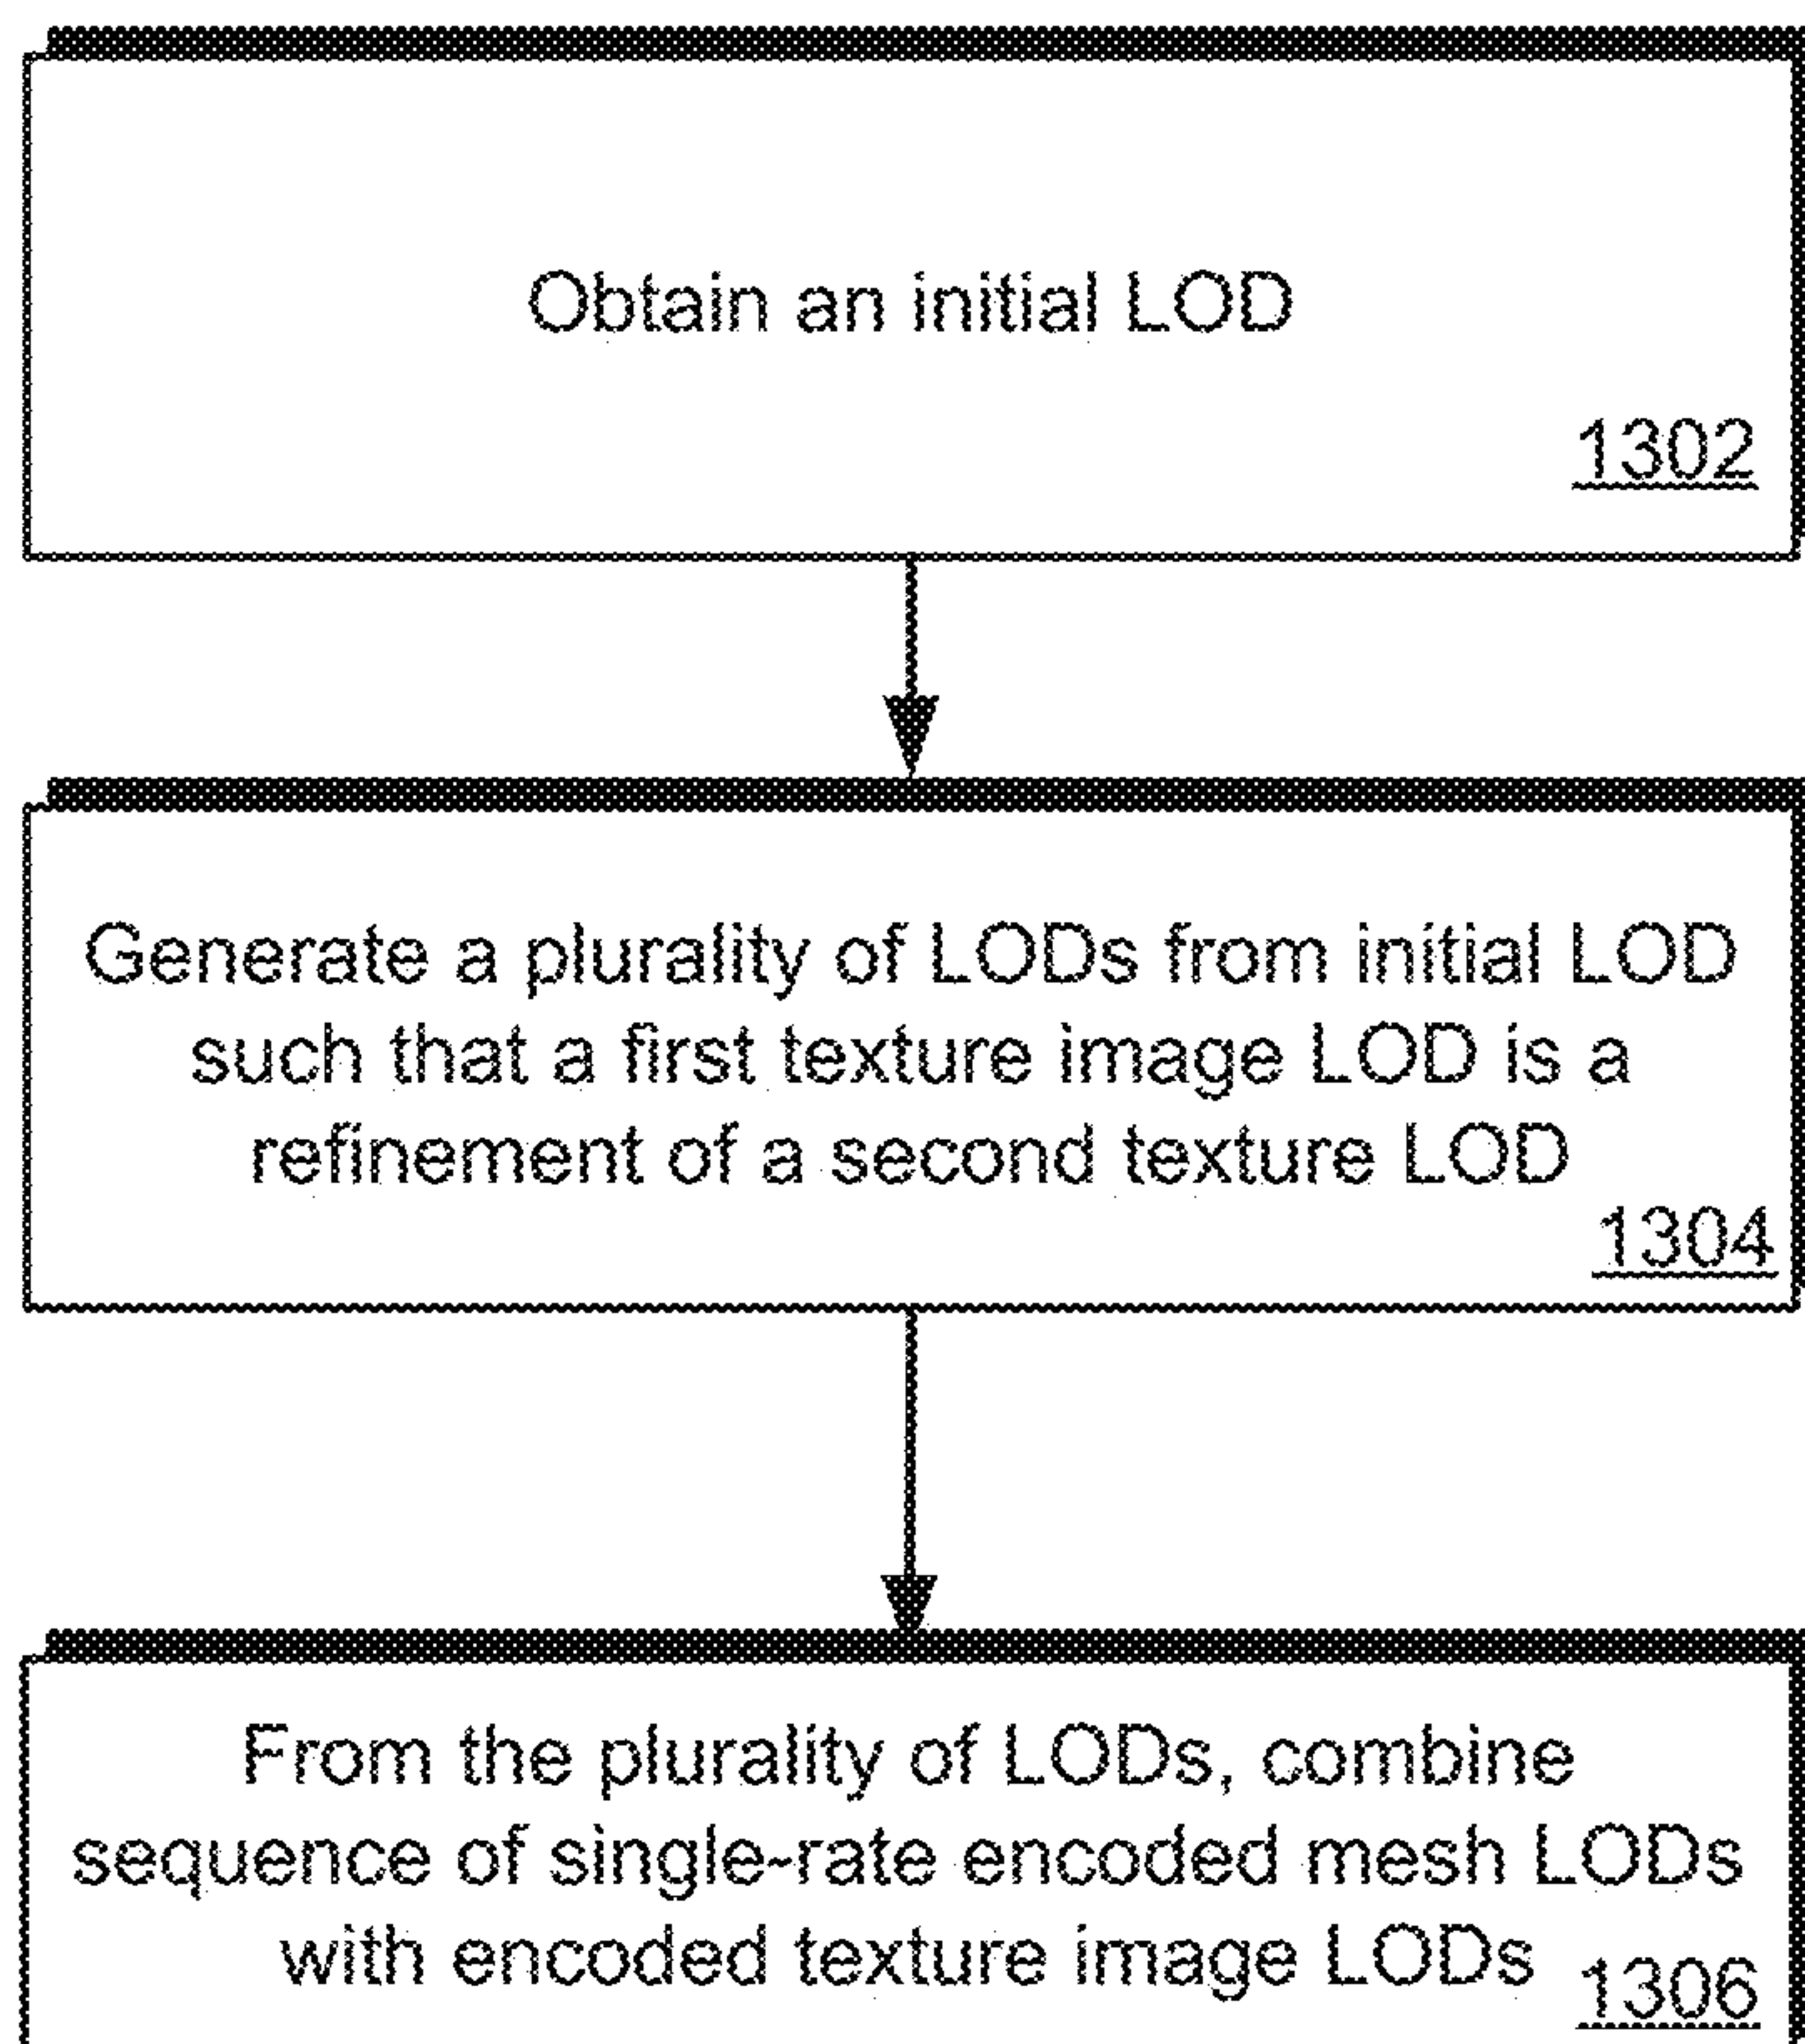 Obtain an initial LOD
1302
Generate a plurality of LODs from initial LOD
such that a first texture image LOD is a
refinement of a second texture LOD
1304
From the plurality of LODs, combine
sequence of single-rate encoded mesh LODs
with encoded texture image LODs
1306